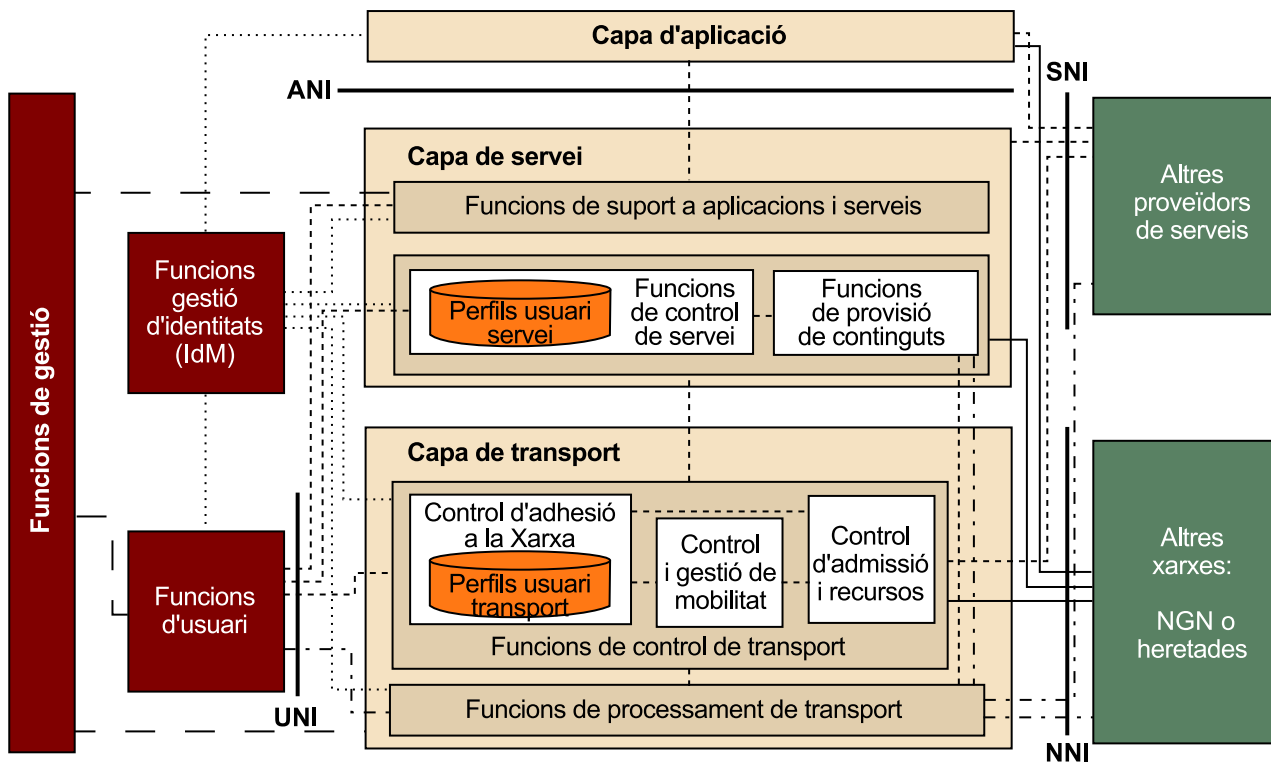 Capa d'aplicació
ANI
SNI
Funcions de gestió
Capa de servei
Funcions de suport a aplicacions i serveis
Altres
proveïdors
de serveis
Funcions
gestió
d'identitats
(IdM)
Perfils usuari
servei
Funcions
de control
de servei
Funcions
de provisió
de continguts
Capa de transport
Control d'adhesió
a la Xarxa
Perfils usuari
transport
Control
i gestió de
mobilitat
Control
d'admissió
i recursos
Funcions de control de transport
Altres
xarxes:
NGN o
heretades
Funcions
d'usuari
UNI
Funcions de processament de transport
NNI